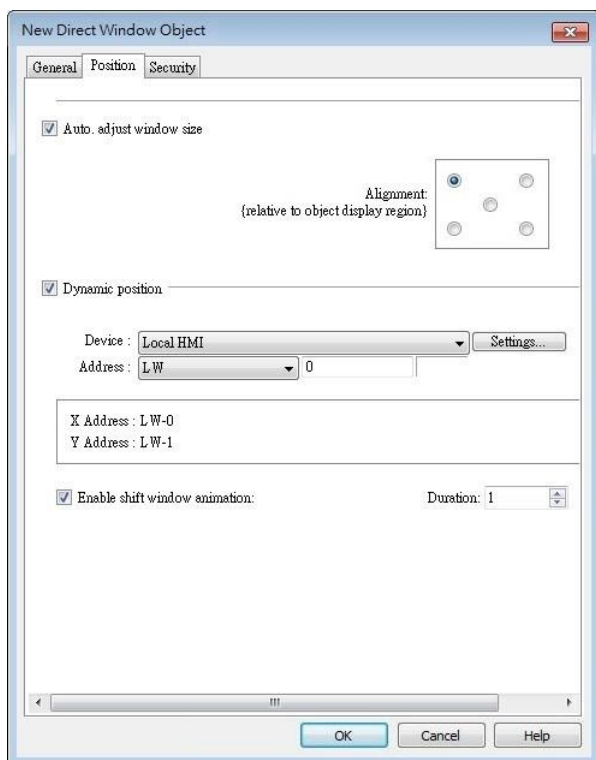 New Direct Window Object
General Position Security
Auto. adjust window size
Alignment:
{relative to object display region}
Dynamic position
Device : Local HMI Settings...
Address : LW 0
X Address : LW-0
Y Address : LW-1
Enable shift window animation: Duration: 1
OK Cancel Help